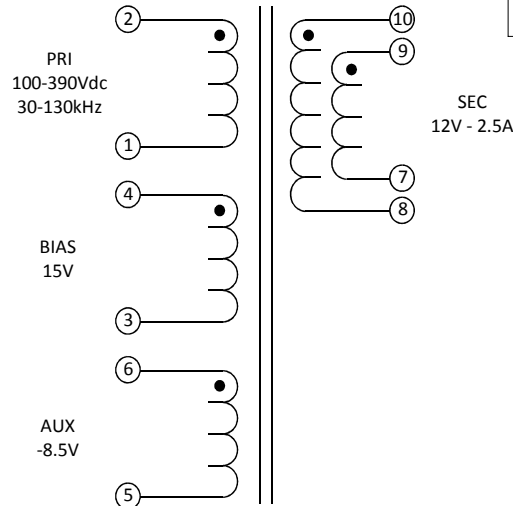 2
PRI
100-390Vdc
30-130kHz
1
4
BIAS
15V
3
6
AUX
-8.5V
5
10
9
SEC
12V - 2.5A
7
8